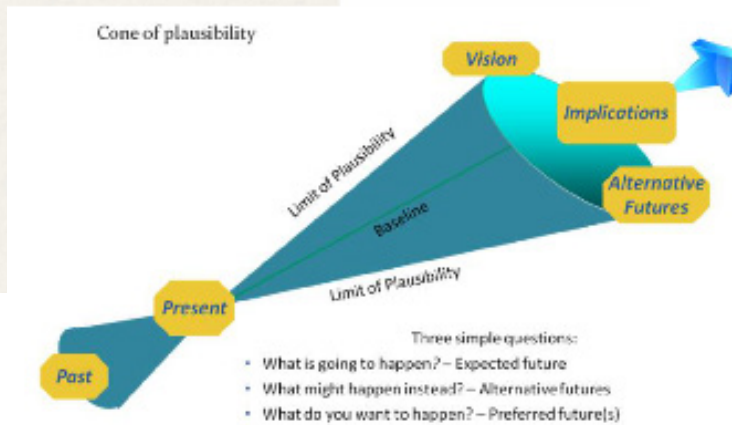 Cone of plausibility
Vision
Implications
Alternative
Futures
Limit of Plausibility
Baseline
Limit of Plausibility
Present
Past
Three simple questions:
• What is going to happen? – Expected future
• What might happen instead? – Alternative futures
• What do you want to happen? – Preferred future(s)